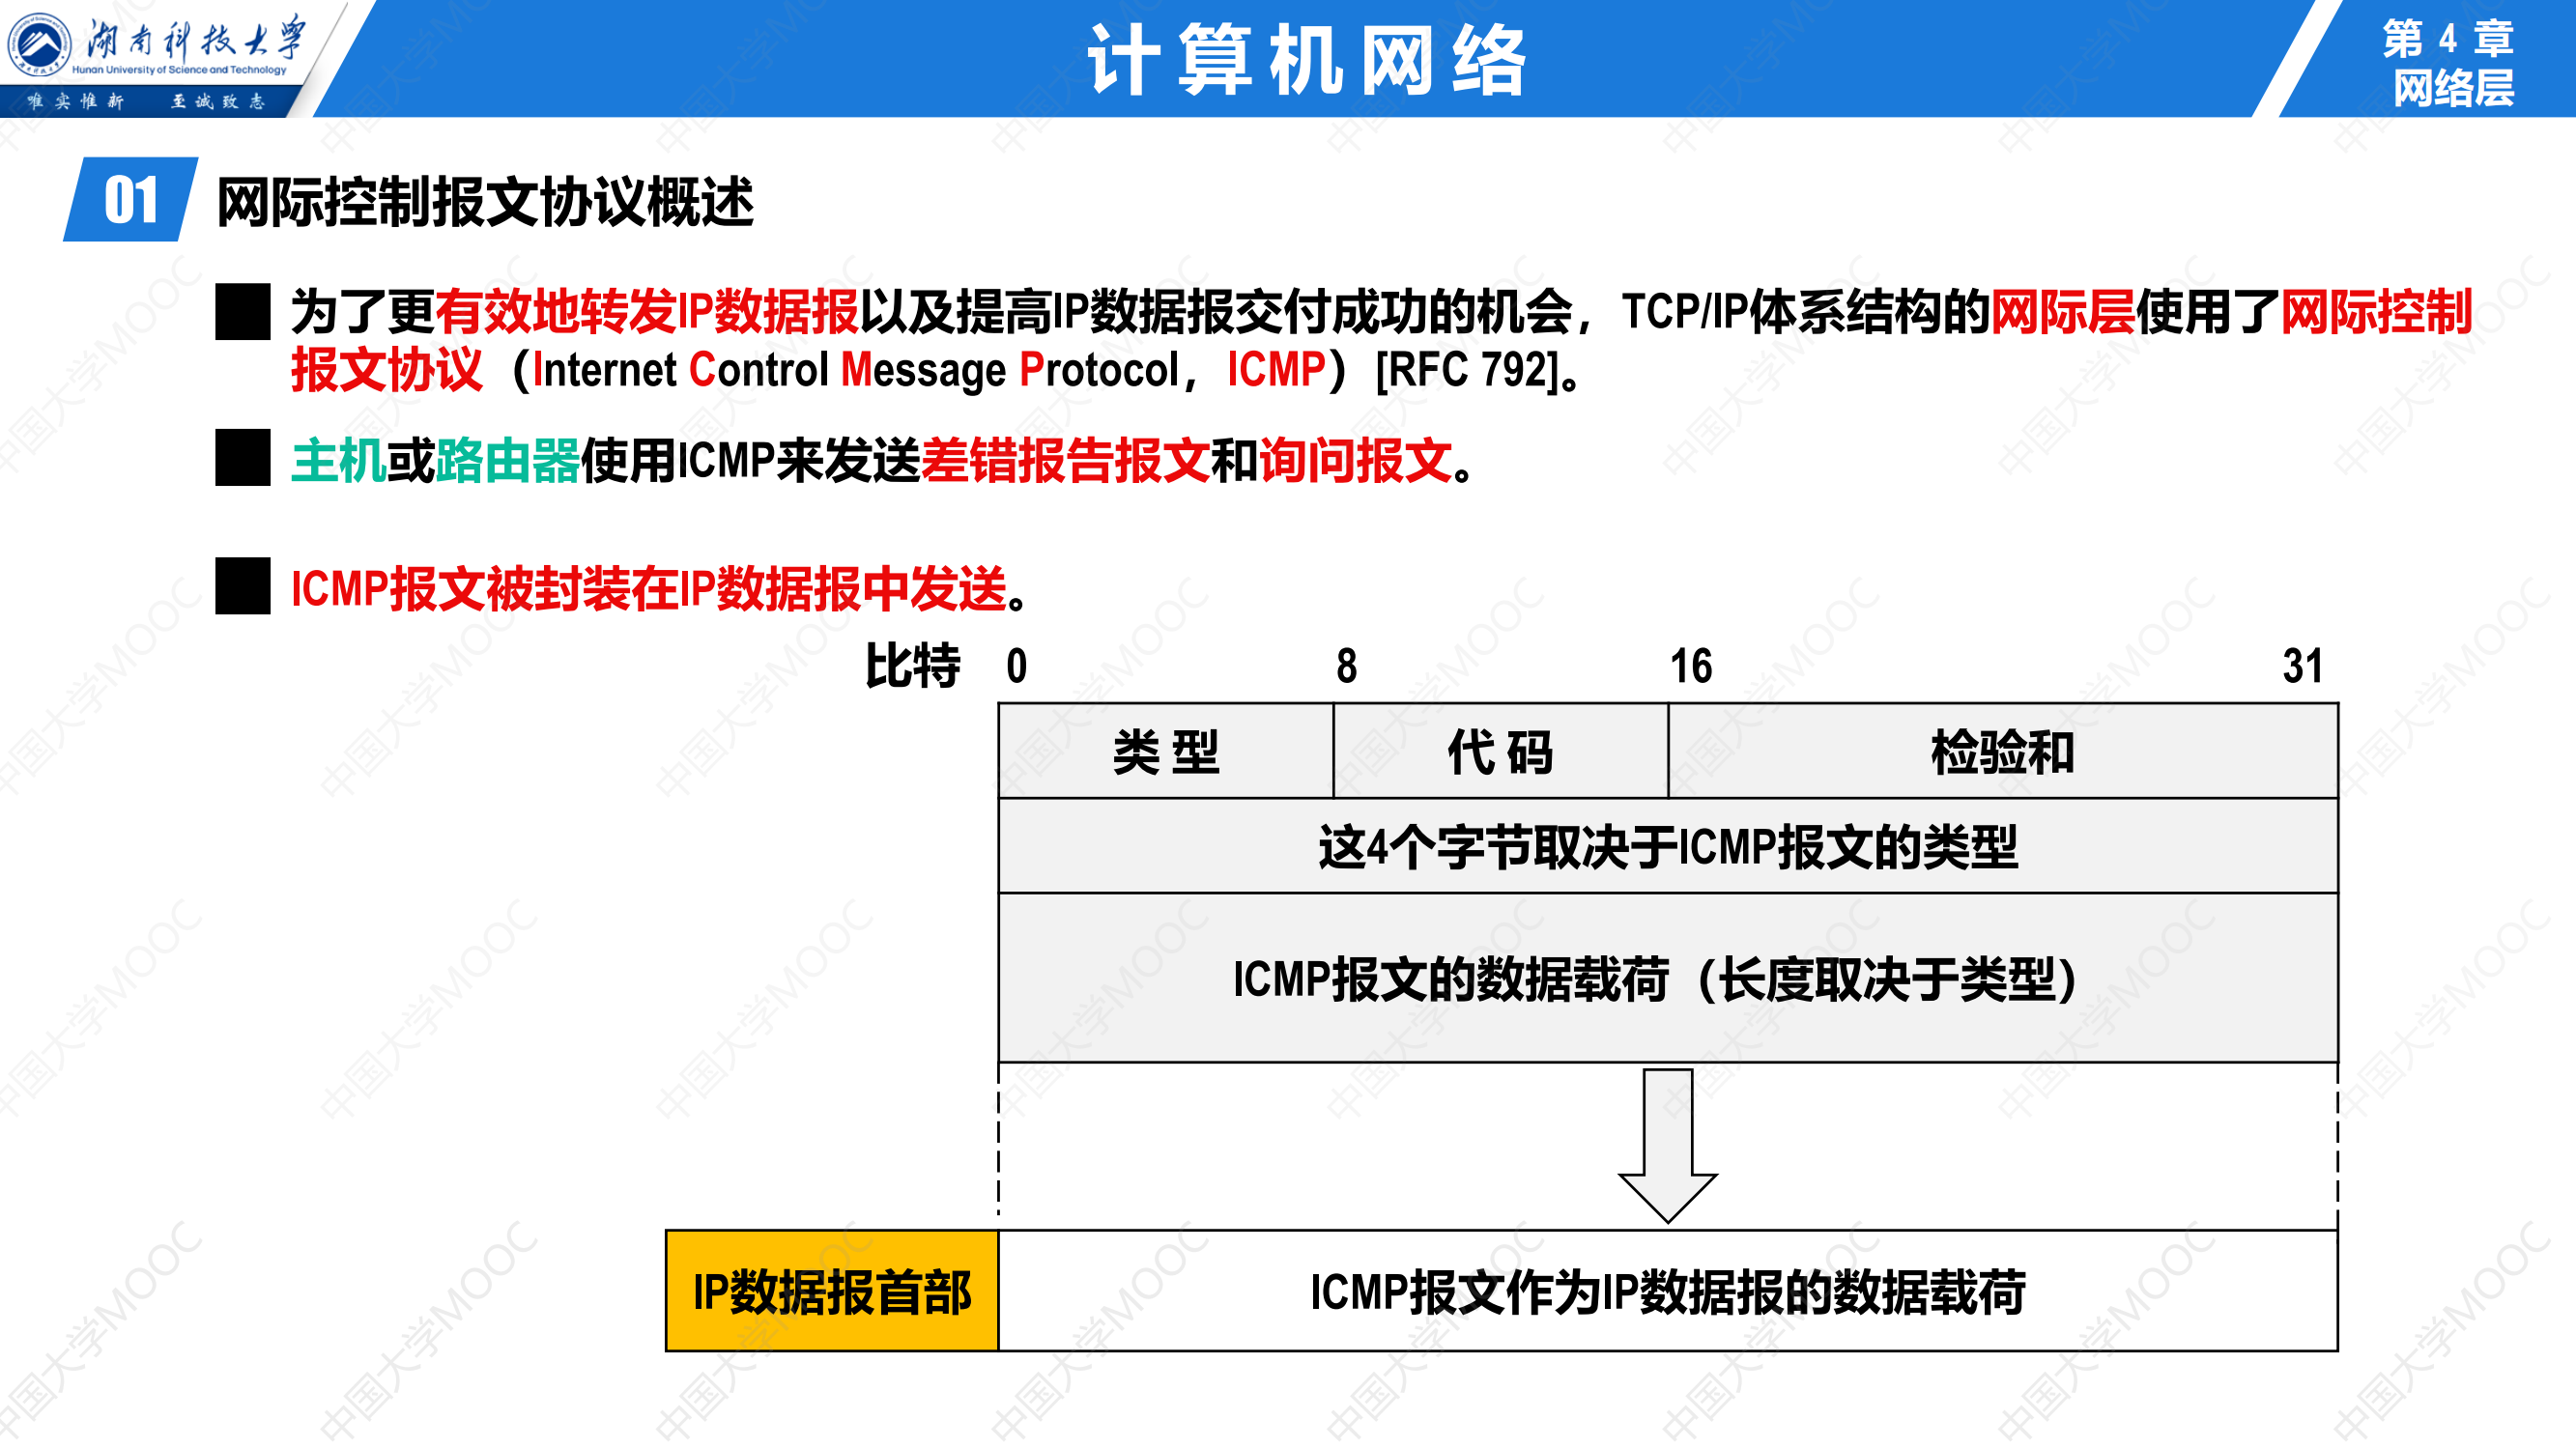 湖南科技大学
Hunan University of Science and Technology
唯实惟新 至诚致志
计算机网络
第 4 章
网络层
01 网际控制报文协议概述
为了更有效地转发IP数据报以及提高IP数据报交付成功的机会，TCP/IP体系结构的网际层使用了网际控制
报文协议（Internet Control Message Protocol，ICMP）[RFC 792]。
主机或路由器使用ICMP来发送差错报告报文和询问报文。
ICMP报文被封装在IP数据报中发送。
比特 0 8 16 31
类 型 代 码 检验和
这4个字节取决于ICMP报文的类型
ICMP报文的数据载荷（长度取决于类型）
IP数据报首部 ICMP报文作为IP数据报的数据载荷
中国大学MOOC